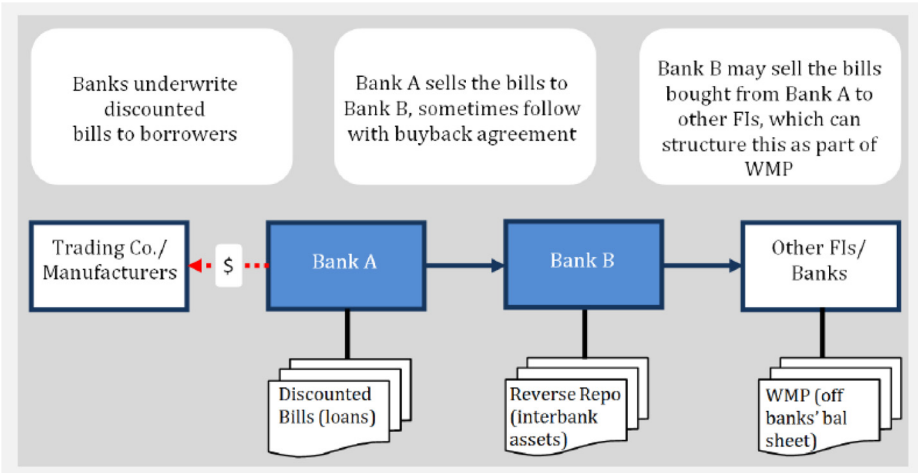 Banks underwrite
discounted
bills to borrowers
Bank A sells the bills to
Bank B, sometimes follow
with buyback agreement
Bank B may sell the bills
bought from Bank A to
other FIs, which can
structure this as part of
WMP
Trading Co./
Manufacturers
$
Bank A
Bank B
Other FIs/
Banks
Discounted
Bills (loans)
Reverse Repo
(interbank
assets)
WMP (off
banks’ bal
sheet)